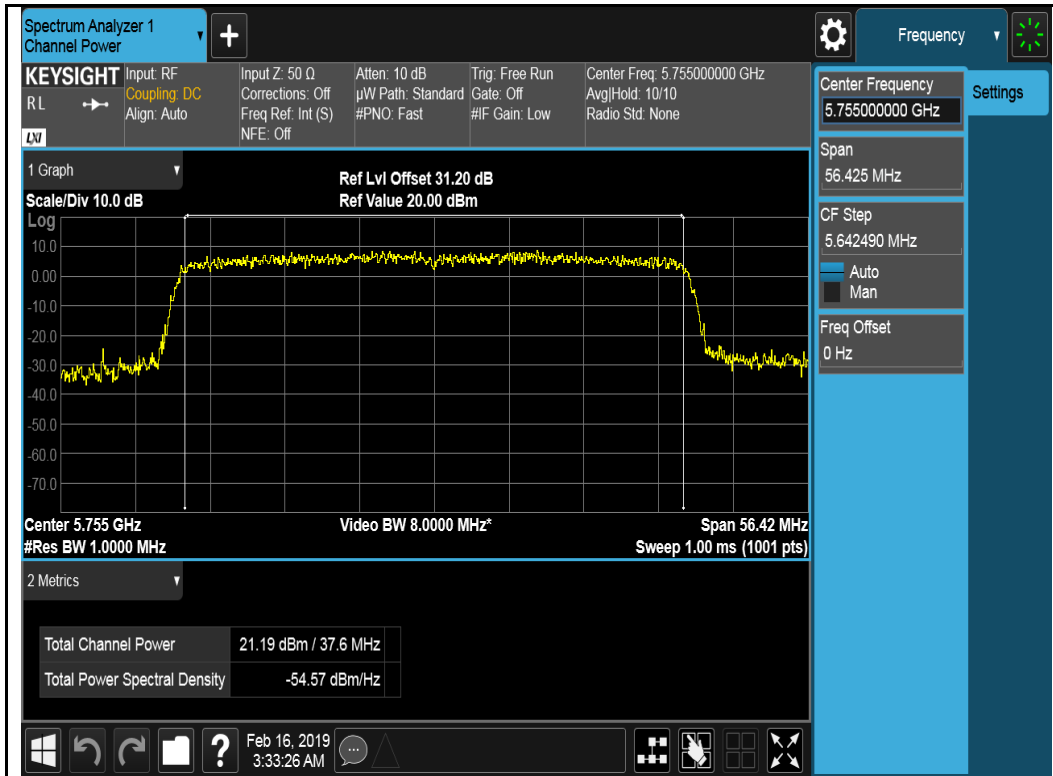 Spectrum Analyzer 1
Channel Power
+
Frequency
KEYSIGHT
R L
LXI
Input: RF
Coupling: DC
Align: Auto
Input Z: 50 Ω
Corrections: Off
Freq Ref: Int (S)
NFE: Off
Atten: 10 dB
µW Path: Standard
#PNO: Fast
Trig: Free Run
Gate: Off
#IF Gain: Low
Center Freq: 5.755000000 GHz
Avg|Hold: 10/10
Radio Std: None
Center Frequency
5.755000000 GHz
Settings
Span
56.425 MHz
CF Step
5.642490 MHz
Auto
Man
Freq Offset
0 Hz
1 Graph
Scale/Div 10.0 dB
Ref Lvl Offset 31.20 dB
Ref Value 20.00 dBm
Log
10.0
0.00
-10.0
-20.0
-30.0
-40.0
-50.0
-60.0
-70.0
Center 5.755 GHz
#Res BW 1.0000 MHz
Video BW 8.0000 MHz*
Span 56.42 MHz
Sweep 1.00 ms (1001 pts)
2 Metrics
Total Channel Power 21.19 dBm / 37.6 MHz
Total Power Spectral Density -54.57 dBm/Hz
?
Feb 16, 2019
3:33:26 AM